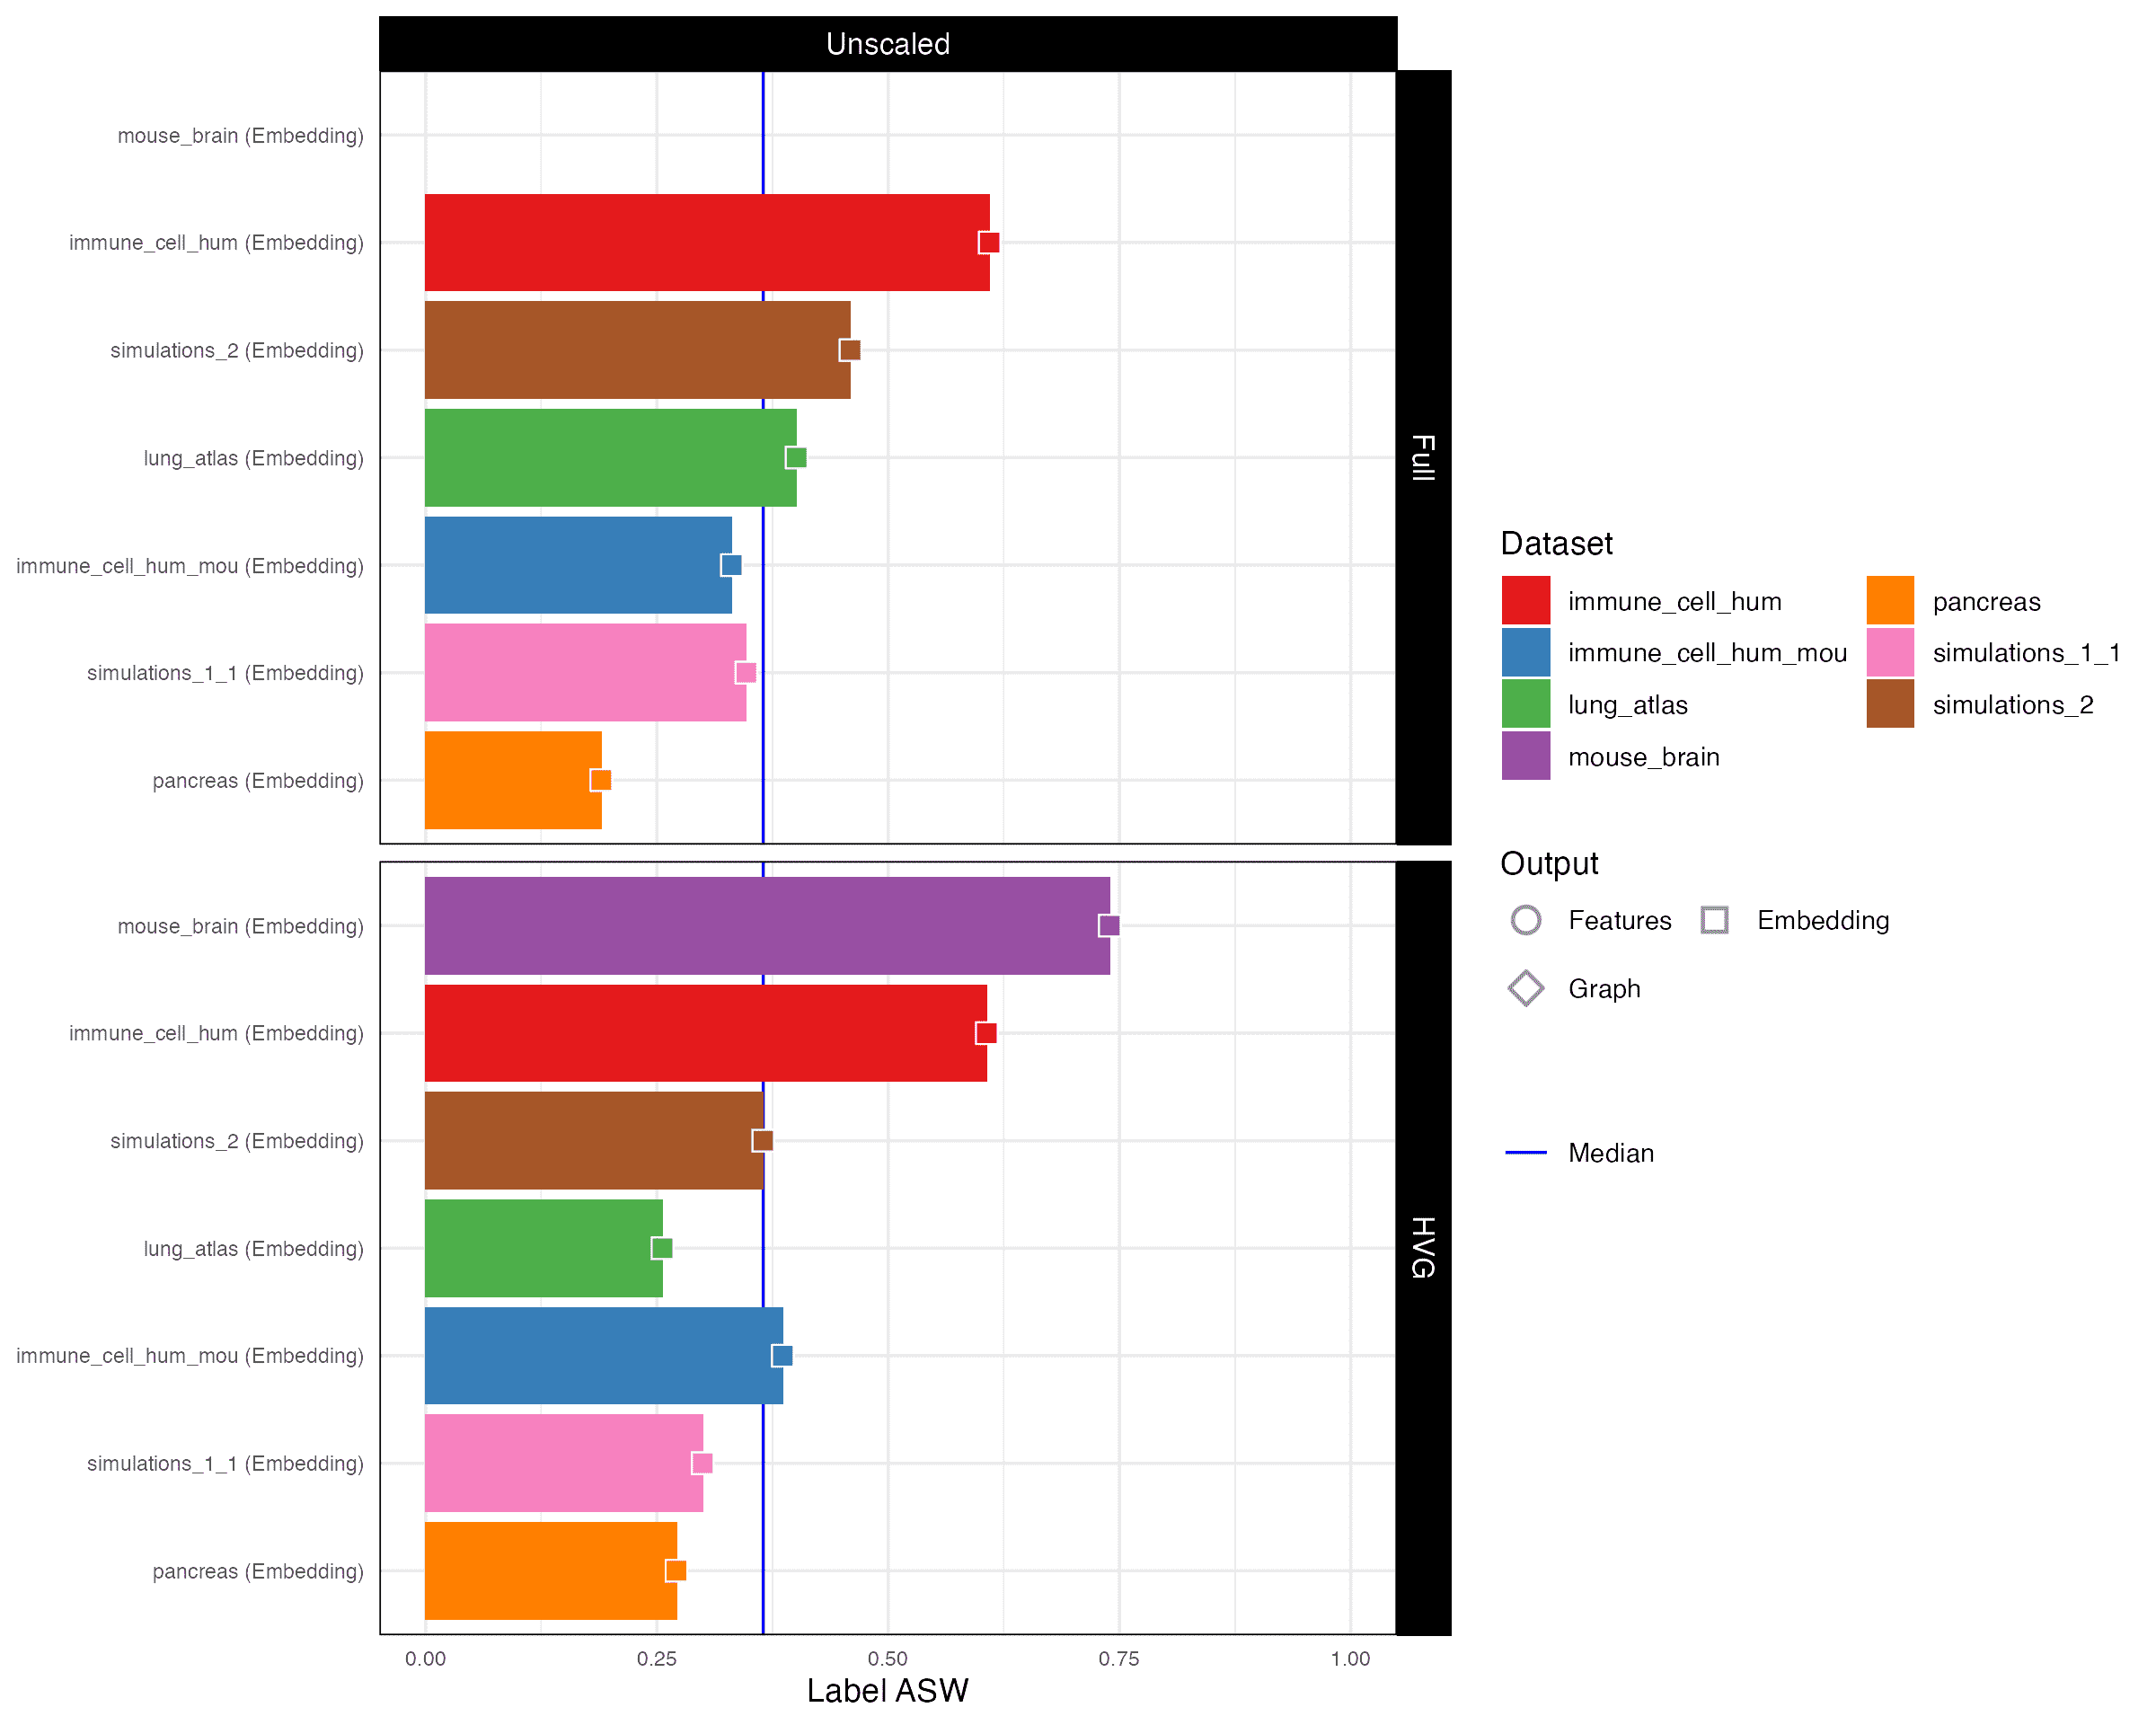 Unscaled
mouse_brain (Embedding)
immune_cell_hum (Embedding)
simulations_2 (Embedding)
lung_atlas (Embedding)
immune_cell_hum_mou (Embedding)
simulations_1_1 (Embedding)
pancreas (Embedding)
Full
mouse_brain (Embedding)
immune_cell_hum (Embedding)
simulations_2 (Embedding)
lung_atlas (Embedding)
immune_cell_hum_mou (Embedding)
simulations_1_1 (Embedding)
pancreas (Embedding)
HVG
0.00 0.25 0.50 0.75 1.00
Label ASW
Dataset
immune_cell_hum pancreas
immune_cell_hum_mou simulations_1_1
lung_atlas simulations_2
mouse_brain
Output
Features Embedding
Graph
Median